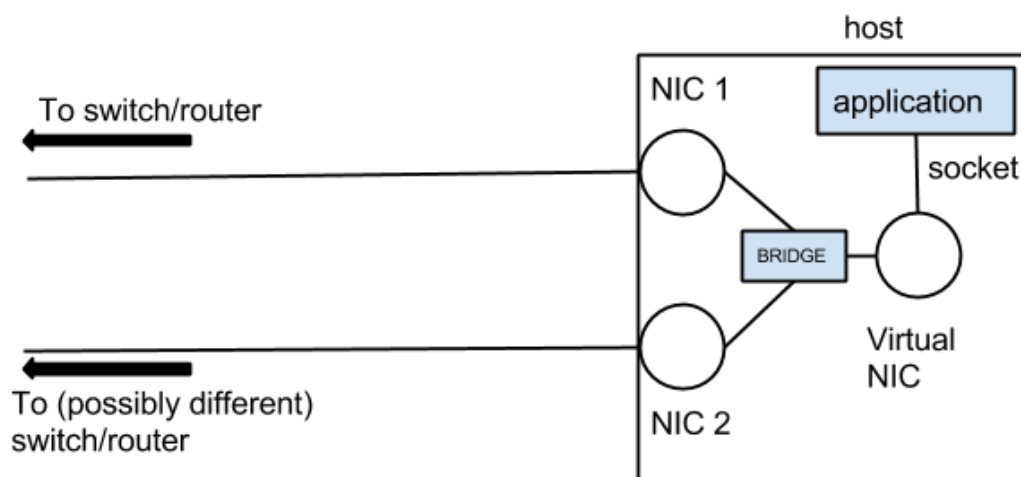 host
To switch/router
NIC 1
application
socket
BRIDGE
Virtual
NIC
To (possibly different)
switch/router
NIC 2